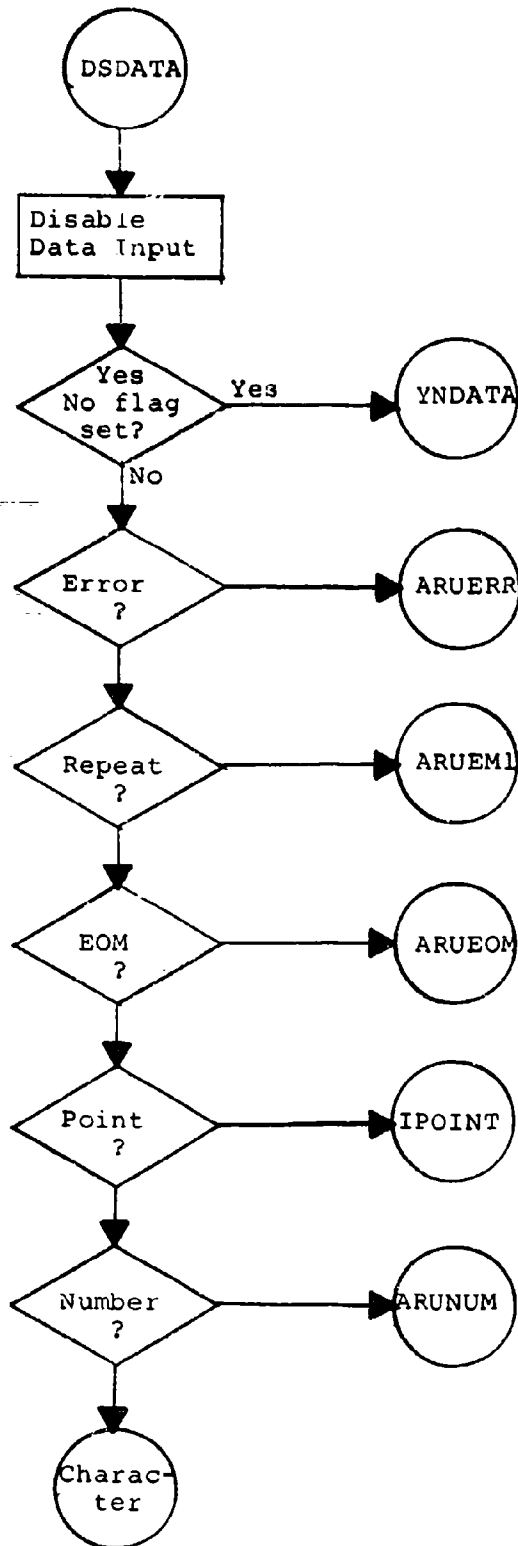 DSDATA
Disable
Data Input
Yes
No flag
set?
Yes
YNDATA
No
Error
?
ARUERR
Repeat
?
ARUEM1
EOM
?
ARUEOM
Point
?
IPOINT
Number
?
ARUNUM
Charac-
ter